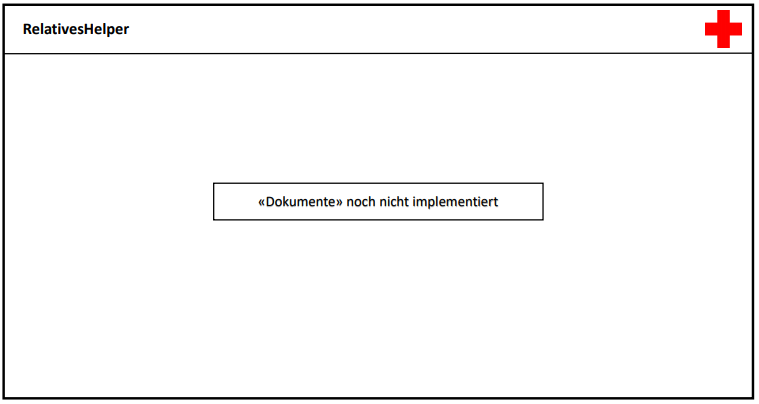 RelativesHelper
«Dokumente» noch nicht implementiert